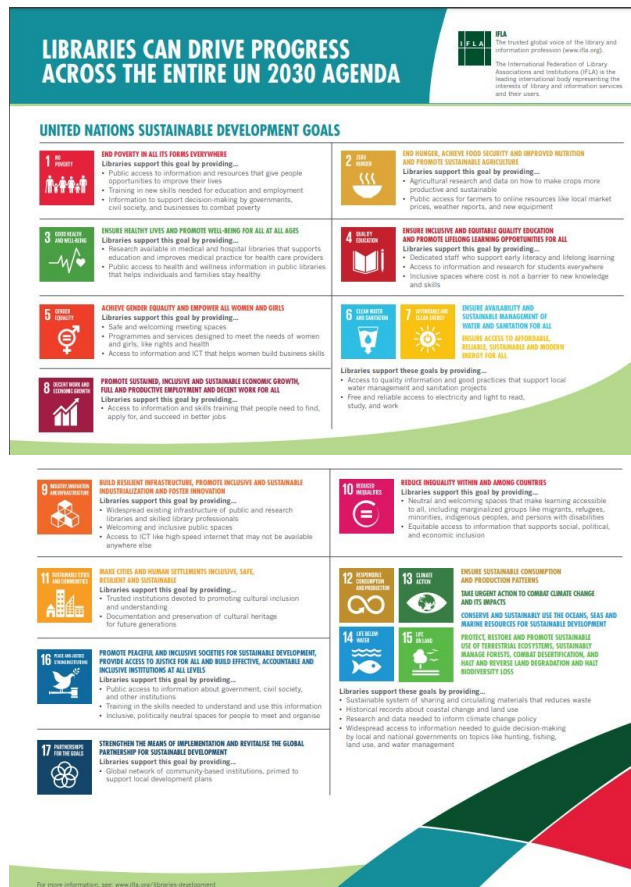 LIBRARIES CAN DRIVE PROGRESS
ACROSS THE ENTIRE UN 2030 AGENDA
IFLA
IFLA
The trusted global voice of the library and
information profession (www.ifla.org).
The International Federation of Library
Associations and Institutions (IFLA) is the
leading international body representing the
interests of library and information services
and their users.
UNITED NATIONS SUSTAINABLE DEVELOPMENT GOALS
1 NO
POVERTY
END POVERTY IN ALL ITS FORMS EVERYWHERE
Libraries support this goal by providing...
• Public access to information and resources that give people
opportunities to improve their lives
• Training in new skills needed for education and employment
• Information to support decision-making by governments,
civil society, and businesses to combat poverty
2 ZERO
HUNGER
END HUNGER, ACHIEVE FOOD SECURITY AND IMPROVED NUTRITION
AND PROMOTE SUSTAINABLE AGRICULTURE
Libraries support this goal by providing...
• Agricultural research and data on how to make crops more
productive and sustainable
• Public access for farmers to online resources like local market
prices, weather reports, and new equipment
3 GOOD HEALTH
AND WELL-BEING
ENSURE HEALTHY LIVES AND PROMOTE WELL-BEING FOR ALL AT ALL AGES
Libraries support this goal by providing...
• Research available in medical and hospital libraries that supports
education and improves medical practice for health care providers
• Public access to health and wellness information in public libraries
that helps individuals and families stay healthy
4 QUALITY
EDUCATION
ENSURE INCLUSIVE AND EQUITABLE QUALITY EDUCATION
AND PROMOTE LIFELONG LEARNING OPPORTUNITIES FOR ALL
Libraries support this goal by providing...
• Dedicated staff who support early literacy and lifelong learning
• Access to information and research for students everywhere
• Inclusive spaces where cost is not a barrier to new knowledge
and skills
5 GENDER
EQUALITY
ACHIEVE GENDER EQUALITY AND EMPOWER ALL WOMEN AND GIRLS
Libraries support this goal by providing...
• Safe and welcoming meeting spaces
• Programmes and services designed to meet the needs of women
and girls, like rights and health
• Access to information and ICT that helps women build business skills
6 CLEAN WATER
AND SANITATION
7 AFFORDABLE AND
CLEAN ENERGY
ENSURE AVAILABILITY AND
SUSTAINABLE MANAGEMENT OF
WATER AND SANITATION FOR ALL
ENSURE ACCESS TO AFFORDABLE,
RELIABLE, SUSTAINABLE AND MODERN
ENERGY FOR ALL
Libraries support these goals by providing...
• Access to quality information and good practices that support local
water management and sanitation projects
• Free and reliable access to electricity and light to read,
study, and work
8 DECENT WORK AND
ECONOMIC GROWTH
PROMOTE SUSTAINED, INCLUSIVE AND SUSTAINABLE ECONOMIC GROWTH,
FULL AND PRODUCTIVE EMPLOYMENT AND DECENT WORK FOR ALL
Libraries support this goal by providing...
• Access to information and skills training that people need to find,
apply for, and succeed in better jobs
9 INDUSTRY, INNOVATION
AND INFRASTRUCTURE
BUILD RESILIENT INFRASTRUCTURE, PROMOTE INCLUSIVE AND SUSTAINABLE
INDUSTRIALIZATION AND FOSTER INNOVATION
Libraries support this goal by providing...
• Widespread existing infrastructure of public and research
libraries and skilled library professionals
• Welcoming and inclusive public spaces
• Access to ICT like high-speed internet that may not be available
anywhere else
10 REDUCED
INEQUALITIES
REDUCE INEQUALITY WITHIN AND AMONG COUNTRIES
Libraries support this goal by providing...
• Neutral and welcoming spaces that make learning accessible
to all, including marginalized groups like migrants, refugees,
minorities, indigenous people, and persons with disabilities
• Equitable access to information that supports social, political,
and economic inclusion
11 SUSTAINABLE CITIES
AND COMMUNITIES
MAKE CITIES AND HUMAN SETTLEMENTS INCLUSIVE, SAFE,
RESILIENT AND SUSTAINABLE
Libraries support this goal by providing...
• Trusted institutions devoted to promoting cultural inclusion
and understanding
• Documentation and preservation of cultural heritage
for future generations
12 RESPONSIBLE
CONSUMPTION
AND PRODUCTION
13 CLIMATE
ACTION
14 LIFE BELOW
WATER
15 LIFE
ON LAND
ENSURE SUSTAINABLE CONSUMPTION
AND PRODUCTION PATTERNS
TAKE URGENT ACTION TO COMBAT CLIMATE CHANGE
AND ITS IMPACTS
CONSERVE AND SUSTAINABLY USE THE OCEANS, SEAS AND
MARINE RESOURCES FOR SUSTAINABLE DEVELOPMENT
PROTECT, RESTORE AND PROMOTE SUSTAINABLE
USE OF TERRESTRIAL ECOSYSTEMS, SUSTAINABLY
MANAGE FORESTS, COMBAT DESERTIFICATION, AND
HALT AND REVERSE LAND DEGRADATION AND HALT
BIODIVERSITY LOSS
Libraries support these goals by providing...
• Sustainable system of sharing and circulating materials that reduces waste
• Historical records about coastal change and land use
• Research and data needed to inform climate change policy
• Widespread access to information needed to guide decision-making
by local and national governments on topics like hunting, fishing,
land use, and water management
16 PEACE AND JUSTICE
STRONG INSTITUTIONS
PROMOTE PEACEFUL AND INCLUSIVE SOCIETIES FOR SUSTAINABLE DEVELOPMENT,
PROVIDE ACCESS TO JUSTICE FOR ALL AND BUILD EFFECTIVE, ACCOUNTABLE AND
INCLUSIVE INSTITUTIONS AT ALL LEVELS
Libraries support this goal by providing...
• Public access to information about government, civil society,
and other institutions
• Training in the skills needed to understand and use this information
• Inclusive, politically neutral spaces for people to meet and organise
17 PARTNERSHIPS
FOR THE GOALS
STRENGTHEN THE MEANS OF IMPLEMENTATION AND REVITALISE THE GLOBAL
PARTNERSHIP FOR SUSTAINABLE DEVELOPMENT
Libraries support this goal by providing...
• Global network of community-based institutions, primed to
support local development plans
For more information, see: www.ifla.org/libraries-development